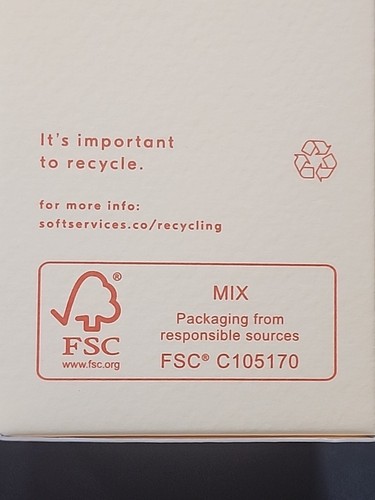 It's important
to recycle.
for more info:
softservices.co/recycling
®
FSC
www.fsc.org
MIX
Packaging from
responsible sources
FSC® C105170